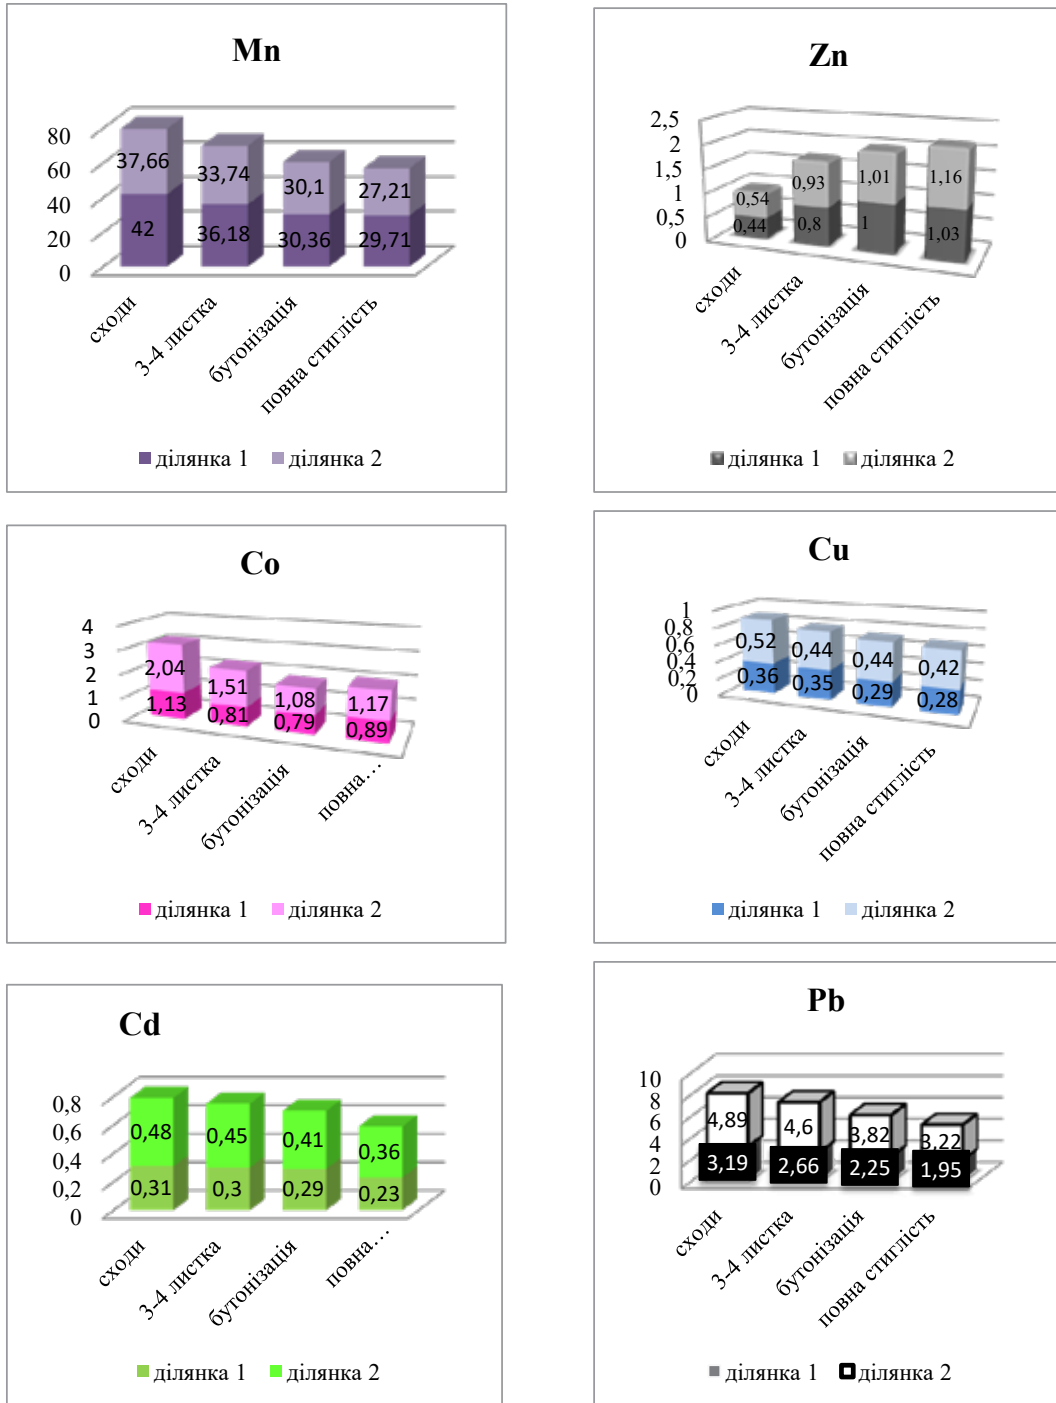 Mn
80
60
40
20
0
37,66
33,74
30,1
27,21
42
36,18
30,36
29,71
сходи
3-4 листка
бутонізація
повна стиглість
ділянка 1 ділянка 2
Zn
2,5
2
1,5
1
0,5
0
0,54
0,93
1,01
1,16
0,44
0,8
1
1,03
сходи
3-4 листка
бутонізація
повна стиглість
ділянка 1 ділянка 2
Co
4
3
2
1
0
2,04
1,51
1,08
1,17
1,13
0,81
0,79
0,89
сходи
3-4 листка
бутонізація
повна...
ділянка 1 ділянка 2
Cu
1
0,8
0,6
0,4
0,2
0
0,52
0,44
0,44
0,42
0,36
0,35
0,29
0,28
сходи
3-4 листка
бутонізація
повна стиглість
ділянка 1 ділянка 2
Cd
0,8
0,6
0,4
0,2
0
0,48
0,45
0,41
0,36
0,31
0,3
0,29
0,23
сходи
3-4 листка
бутонізація
повна...
ділянка 1 ділянка 2
Pb
10
8
6
4
2
0
4,89
4,6
3,82
3,22
3,19
2,66
2,25
1,95
сходи
3-4 листка
бутонізація
повна стиглість
ділянка 1 ділянка 2